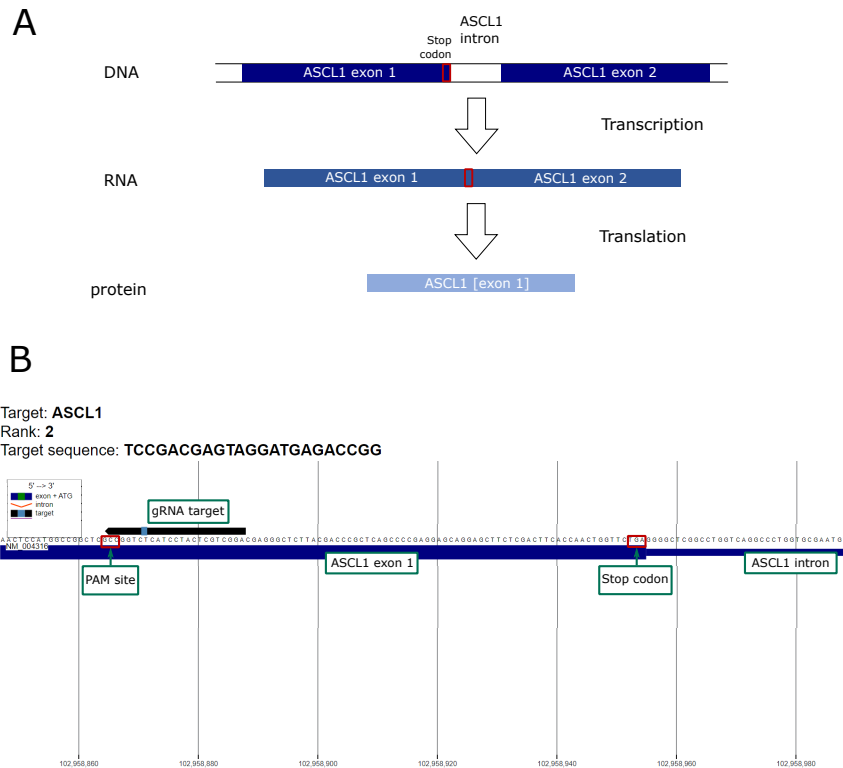 A
Stop codon
ASCL1 intron
DNA
ASCL1 exon 1
ASCL1 exon 2
Transcription
RNA
ASCL1 exon 1
ASCL1 exon 2
Translation
protein
ASCL1 [exon 1]
B
Target: ASCL1
Rank: 2
Target sequence: TCCGACGAGTAGGATGAGACCGG
5' --> 3'
exon + ATG
intron
target
gRNA target
AACTCCATGGCCGGCTCGCCGGTCTCATCCTACTCGTCGGACGAGGGCTCTTACGACCCGCTCAGCCCCGAGGAGCAGGAGCTTCTCGACTTCACCAACTGGTTCTGAGGGGCTCGGCCTGGTCAGGCCCTGGTGCGAATG
NM_004316
PAM site
ASCL1 exon 1
Stop codon
ASCL1 intron
102,958,860
102,958,880
102,958,900
102,958,920
102,958,940
102,958,960
102,958,980